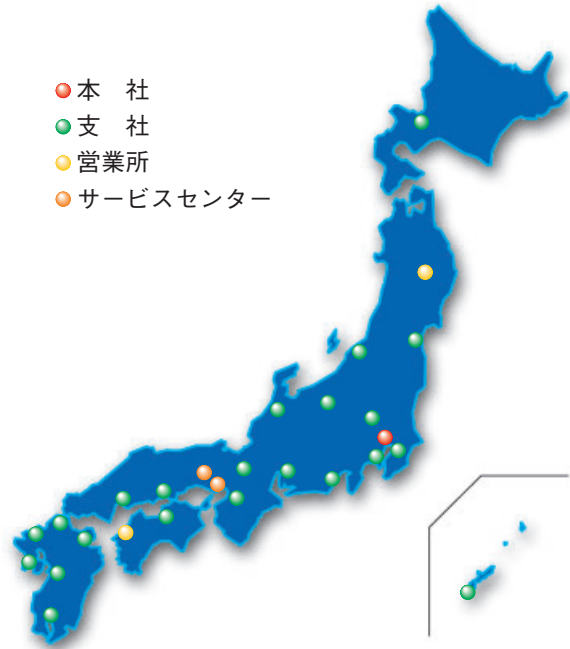 本　社
支　社
営業所
サービスセンター